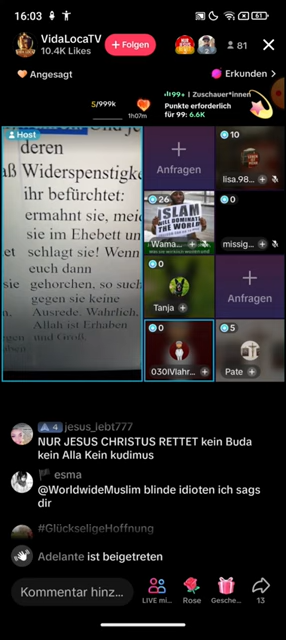 16:03
61
VidaLocaTV
10.4K Likes
+ Folgen
2
81
Angesagt
Erkunden >
5/999k
1h07m
99+ | Zuschauer*innen
Punkte erforderlich
für 99: 6.6K
Host
deren
Widerspenstigke
ihr befürchtet:
ermahnt sie, meid
sie im Ehebett un
schlagt sie! Wenn
euch dann
gehorchen, so such
gegen sie keine
Ausrede. Wahrlich,
Allah ist Erhaben
und Groß.
Anfragen
10
lisa.98...
26
ISLAM
WILL DOMINATE
THE WORLD
Wama...
0
missig...
0
Tanja
Anfragen
0
030IVlahr...
5
Pate
4 jesus_lebt777
NUR JESUS CHRISTUS RETTET kein Buda
kein Alla Kein kudimus
esma
@WorldwideMuslim blinde idioten ich sags
dir
#GlückseligeHoffnung
Adelante ist beigetreten
Kommentar hinz...
LIVE mi...
Rose
Gesche...
13